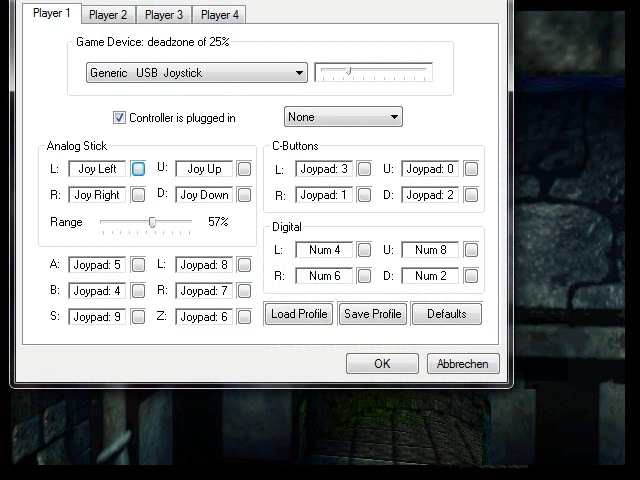 Player 1 Player 2 Player 3 Player 4
Game Device: deadzone of 25%
Generic USB Joystick
Controller is plugged in None
Analog Stick
L: Joy Left U: Joy Up
R: Joy Right D: Joy Down
Range 57%
C-Buttons
L: Joypad: 3 U: Joypad: 0
R: Joypad: 1 D: Joypad: 2
Digital
L: Num 4 U: Num 8
R: Num 6 D: Num 2
A: Joypad: 5 L: Joypad: 8
B: Joypad: 4 R: Joypad: 7
S: Joypad: 9 Z: Joypad: 6
Load Profile Save Profile Defaults
OK Abbrechen